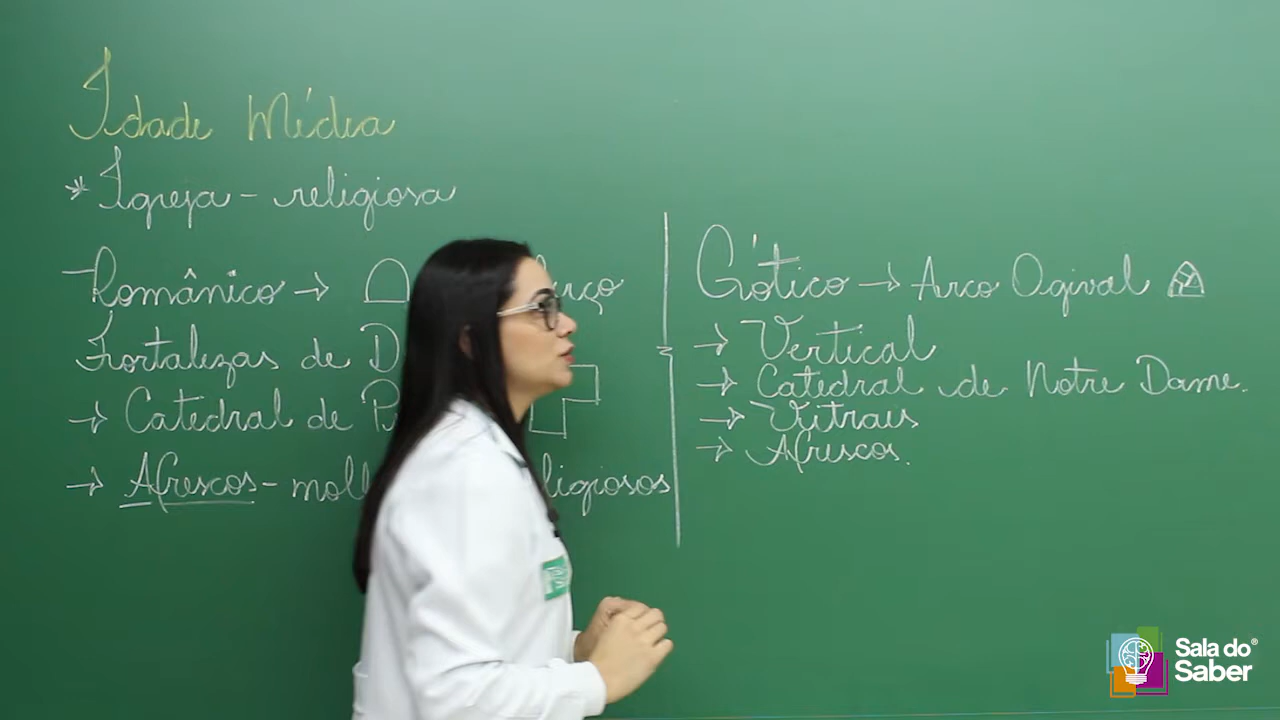 Idade Média
* Igreja - religiosa
Românico →
Fortalezas de D
→ Catedral de P
→ Afrescos - religiosos
Gótico → Arco Ogival
→ Vertical
→ Catedral de Notre Dame.
→ Vitrais
→ Afrescos.
Sala do
Saber®